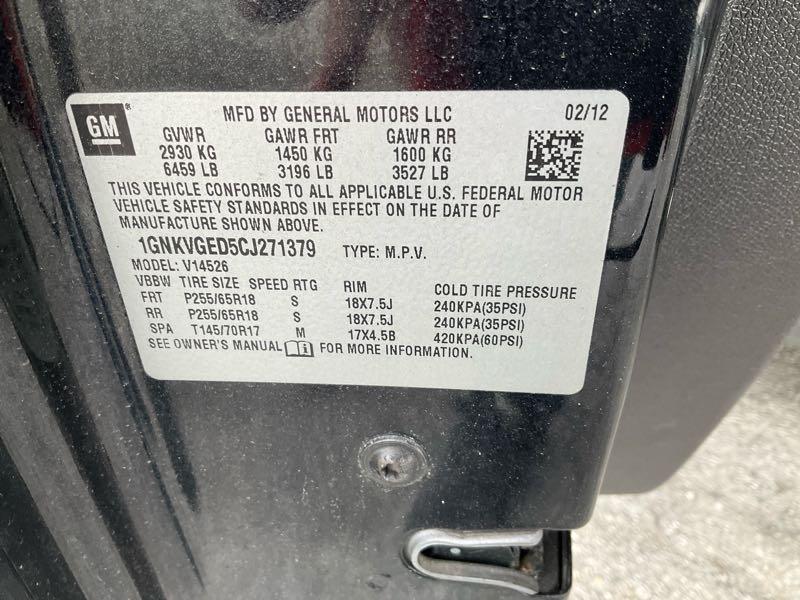 GM® MFD BY GENERAL MOTORS LLC 02/12
GVWR GAWR FRT GAWR RR
2930 KG 1450 KG 1600 KG
6459 LB 3196 LB 3527 LB
THIS VEHICLE CONFORMS TO ALL APPLICABLE U.S. FEDERAL MOTOR
VEHICLE SAFETY STANDARDS IN EFFECT ON THE DATE OF
MANUFACTURE SHOWN ABOVE.
1GNKVGED5CJ271379 TYPE: M.P.V.
MODEL: V14526
VBBW TIRE SIZE SPEED RTG RIM COLD TIRE PRESSURE
FRT P255/65R18 S 18X7.5J 240KPA(35PSI)
RR P255/65R18 S 18X7.5J 240KPA(35PSI)
SPA T145/70R17 M 17X4.5B 420KPA(60PSI)
SEE OWNER'S MANUAL FOR MORE INFORMATION.